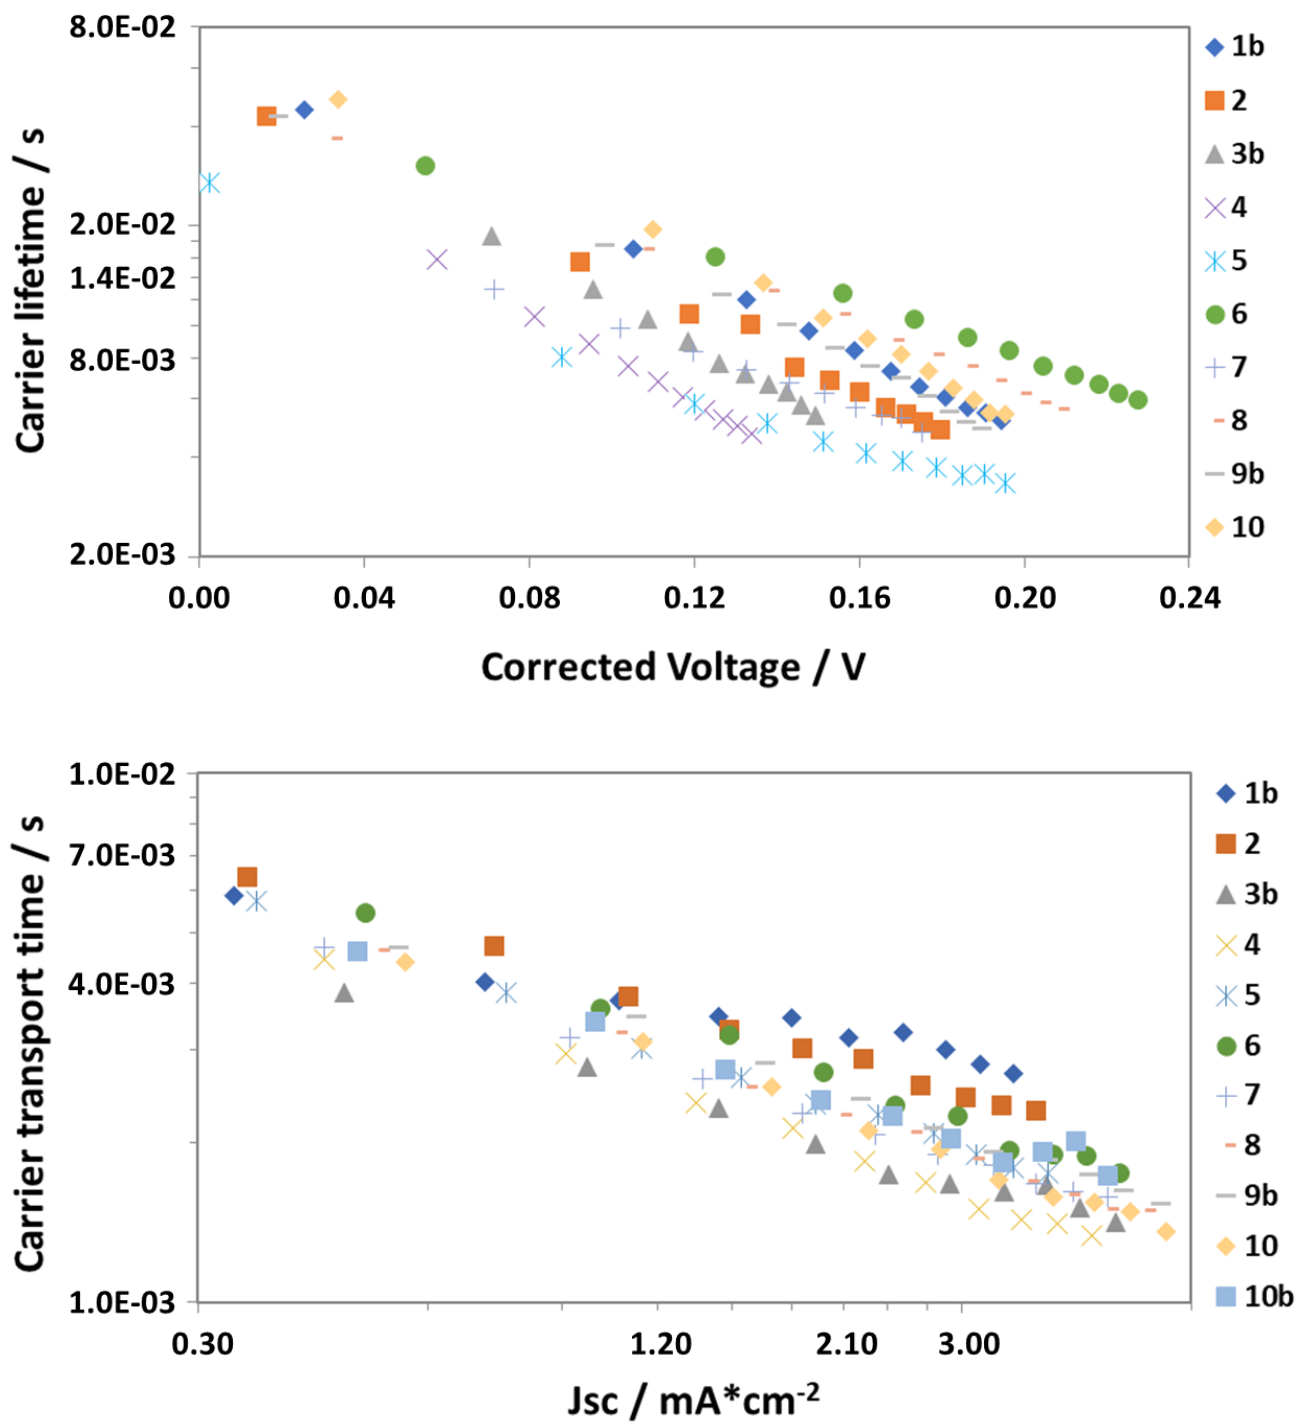 8.0E-02
2.0E-02
1.4E-02
8.0E-03
2.0E-03
Carrier lifetime / s
0.00 0.04 0.08 0.12 0.16 0.20 0.24
Corrected Voltage / V
1b
2
3b
4
5
6
7
8
9b
10
1.0E-02
7.0E-03
4.0E-03
1.0E-03
Carrier transport time / s
0.30 1.20 2.10 3.00
Jsc / mA*cm-2
1b
2
3b
4
5
6
7
8
9b
10
10b